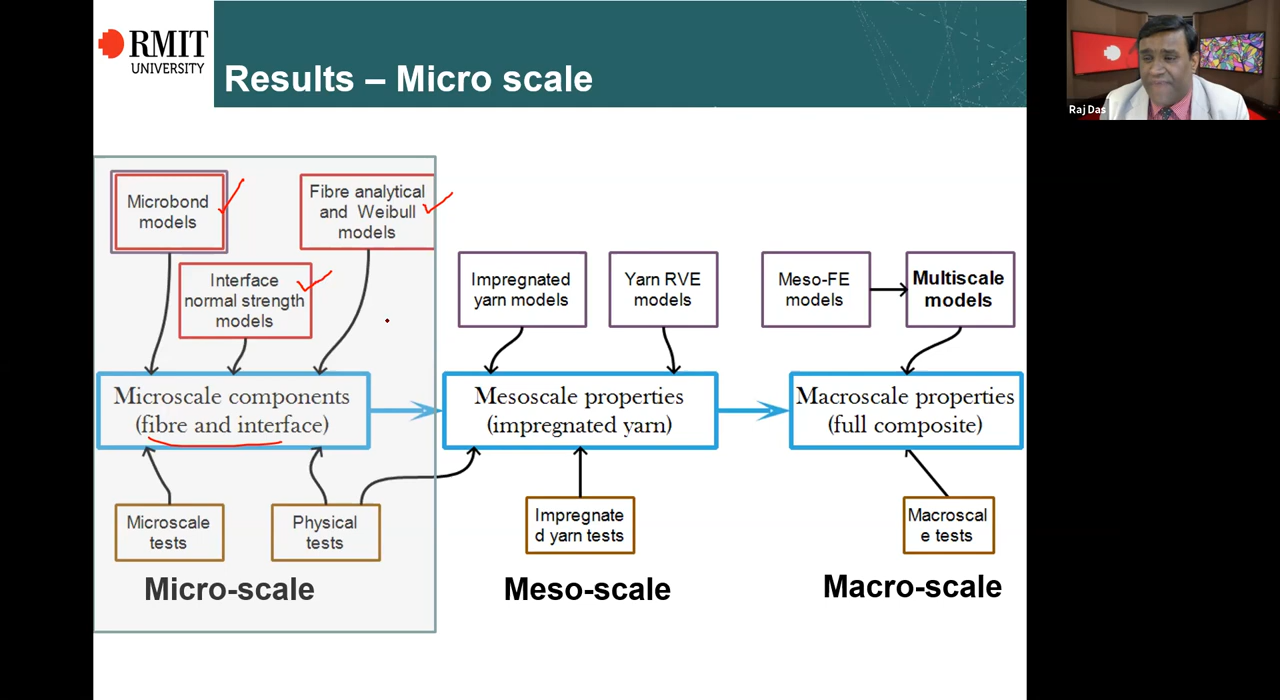 RMIT
UNIVERSITY
Results – Micro scale
Raj Das
Microbond
models
Fibre analytical
and Weibull
models
Interface
normal strength
models
Impregnated
yarn models
Yarn RVE
models
Meso-FE
models
Multiscale
models
Microscale components
(fibre and interface)
Mesoscale properties
(impregnated yarn)
Macroscale properties
(full composite)
Microscale
tests
Physical
tests
Impregnate
d yarn tests
Macroscal
e tests
Micro-scale
Meso-scale
Macro-scale